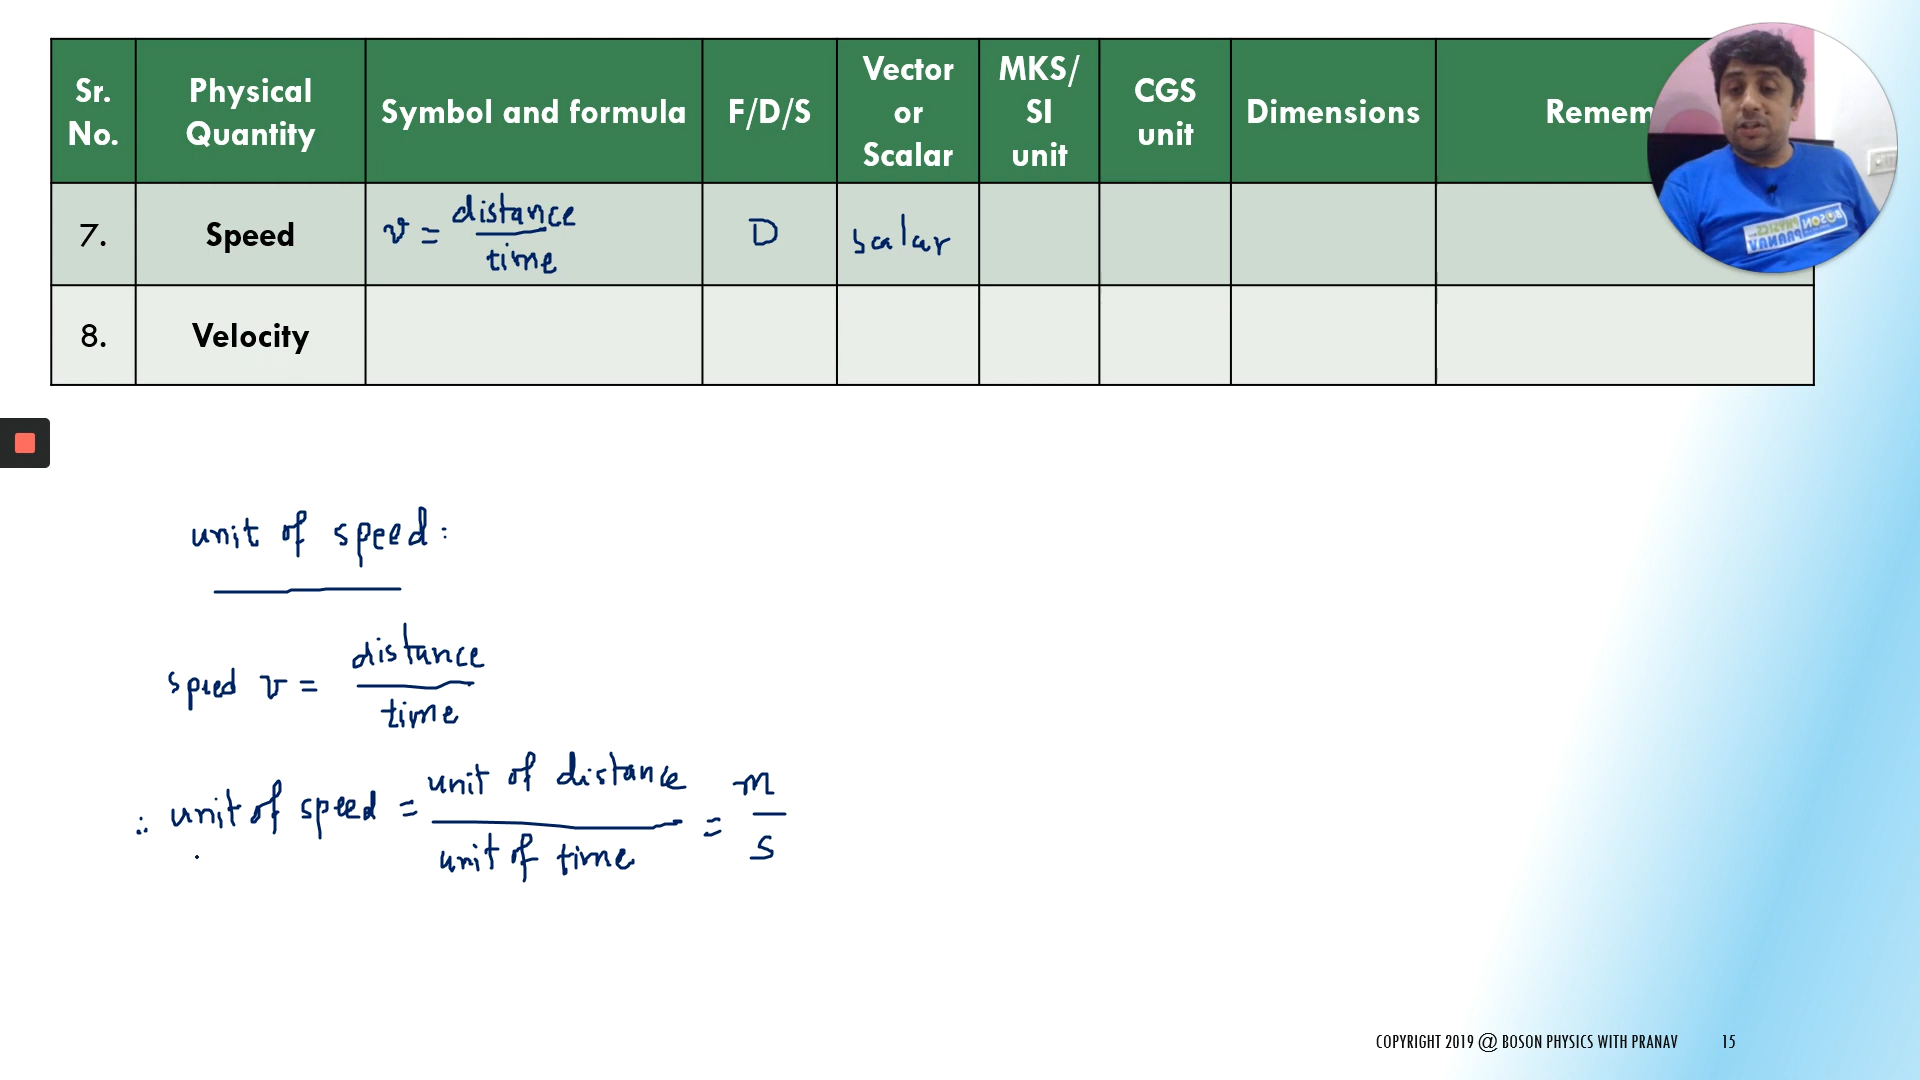 Sr. No.
Physical Quantity
Symbol and formula
F/D/S
Vector or Scalar
MKS/ SI unit
CGS unit
Dimensions
Remem
7.
Speed
v = distance / time
D
scalar
8.
Velocity
unit of speed:
speed v = distance / time
∴ unit of speed = unit of distance / unit of time = m / s
COPYRIGHT 2019 @ BOSON PHYSICS WITH PRANAV
15